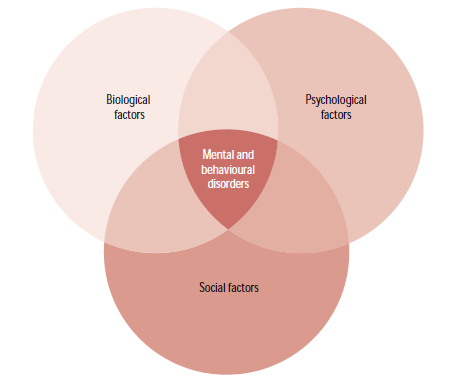 Biological
factors
Psychological
factors
Mental and
behavioural
disorders
Social factors